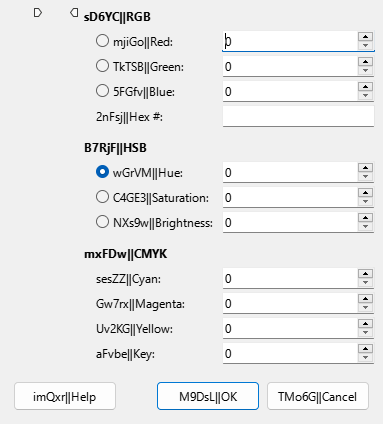 sD6YC||RGB
mjiGo||Red: 0
TkTSB||Green: 0
5FGfv||Blue: 0
2nFsj||Hex #:
B7RjF||HSB
wGrVM||Hue: 0
C4GE3||Saturation: 0
NXs9w||Brightness: 0
mxFDw||CMYK
sesZZ||Cyan: 0
Gw7rx||Magenta: 0
Uv2KG||Yellow: 0
aFvbe||Key: 0
imQxr||Help M9DsL||OK TMo6G||Cancel